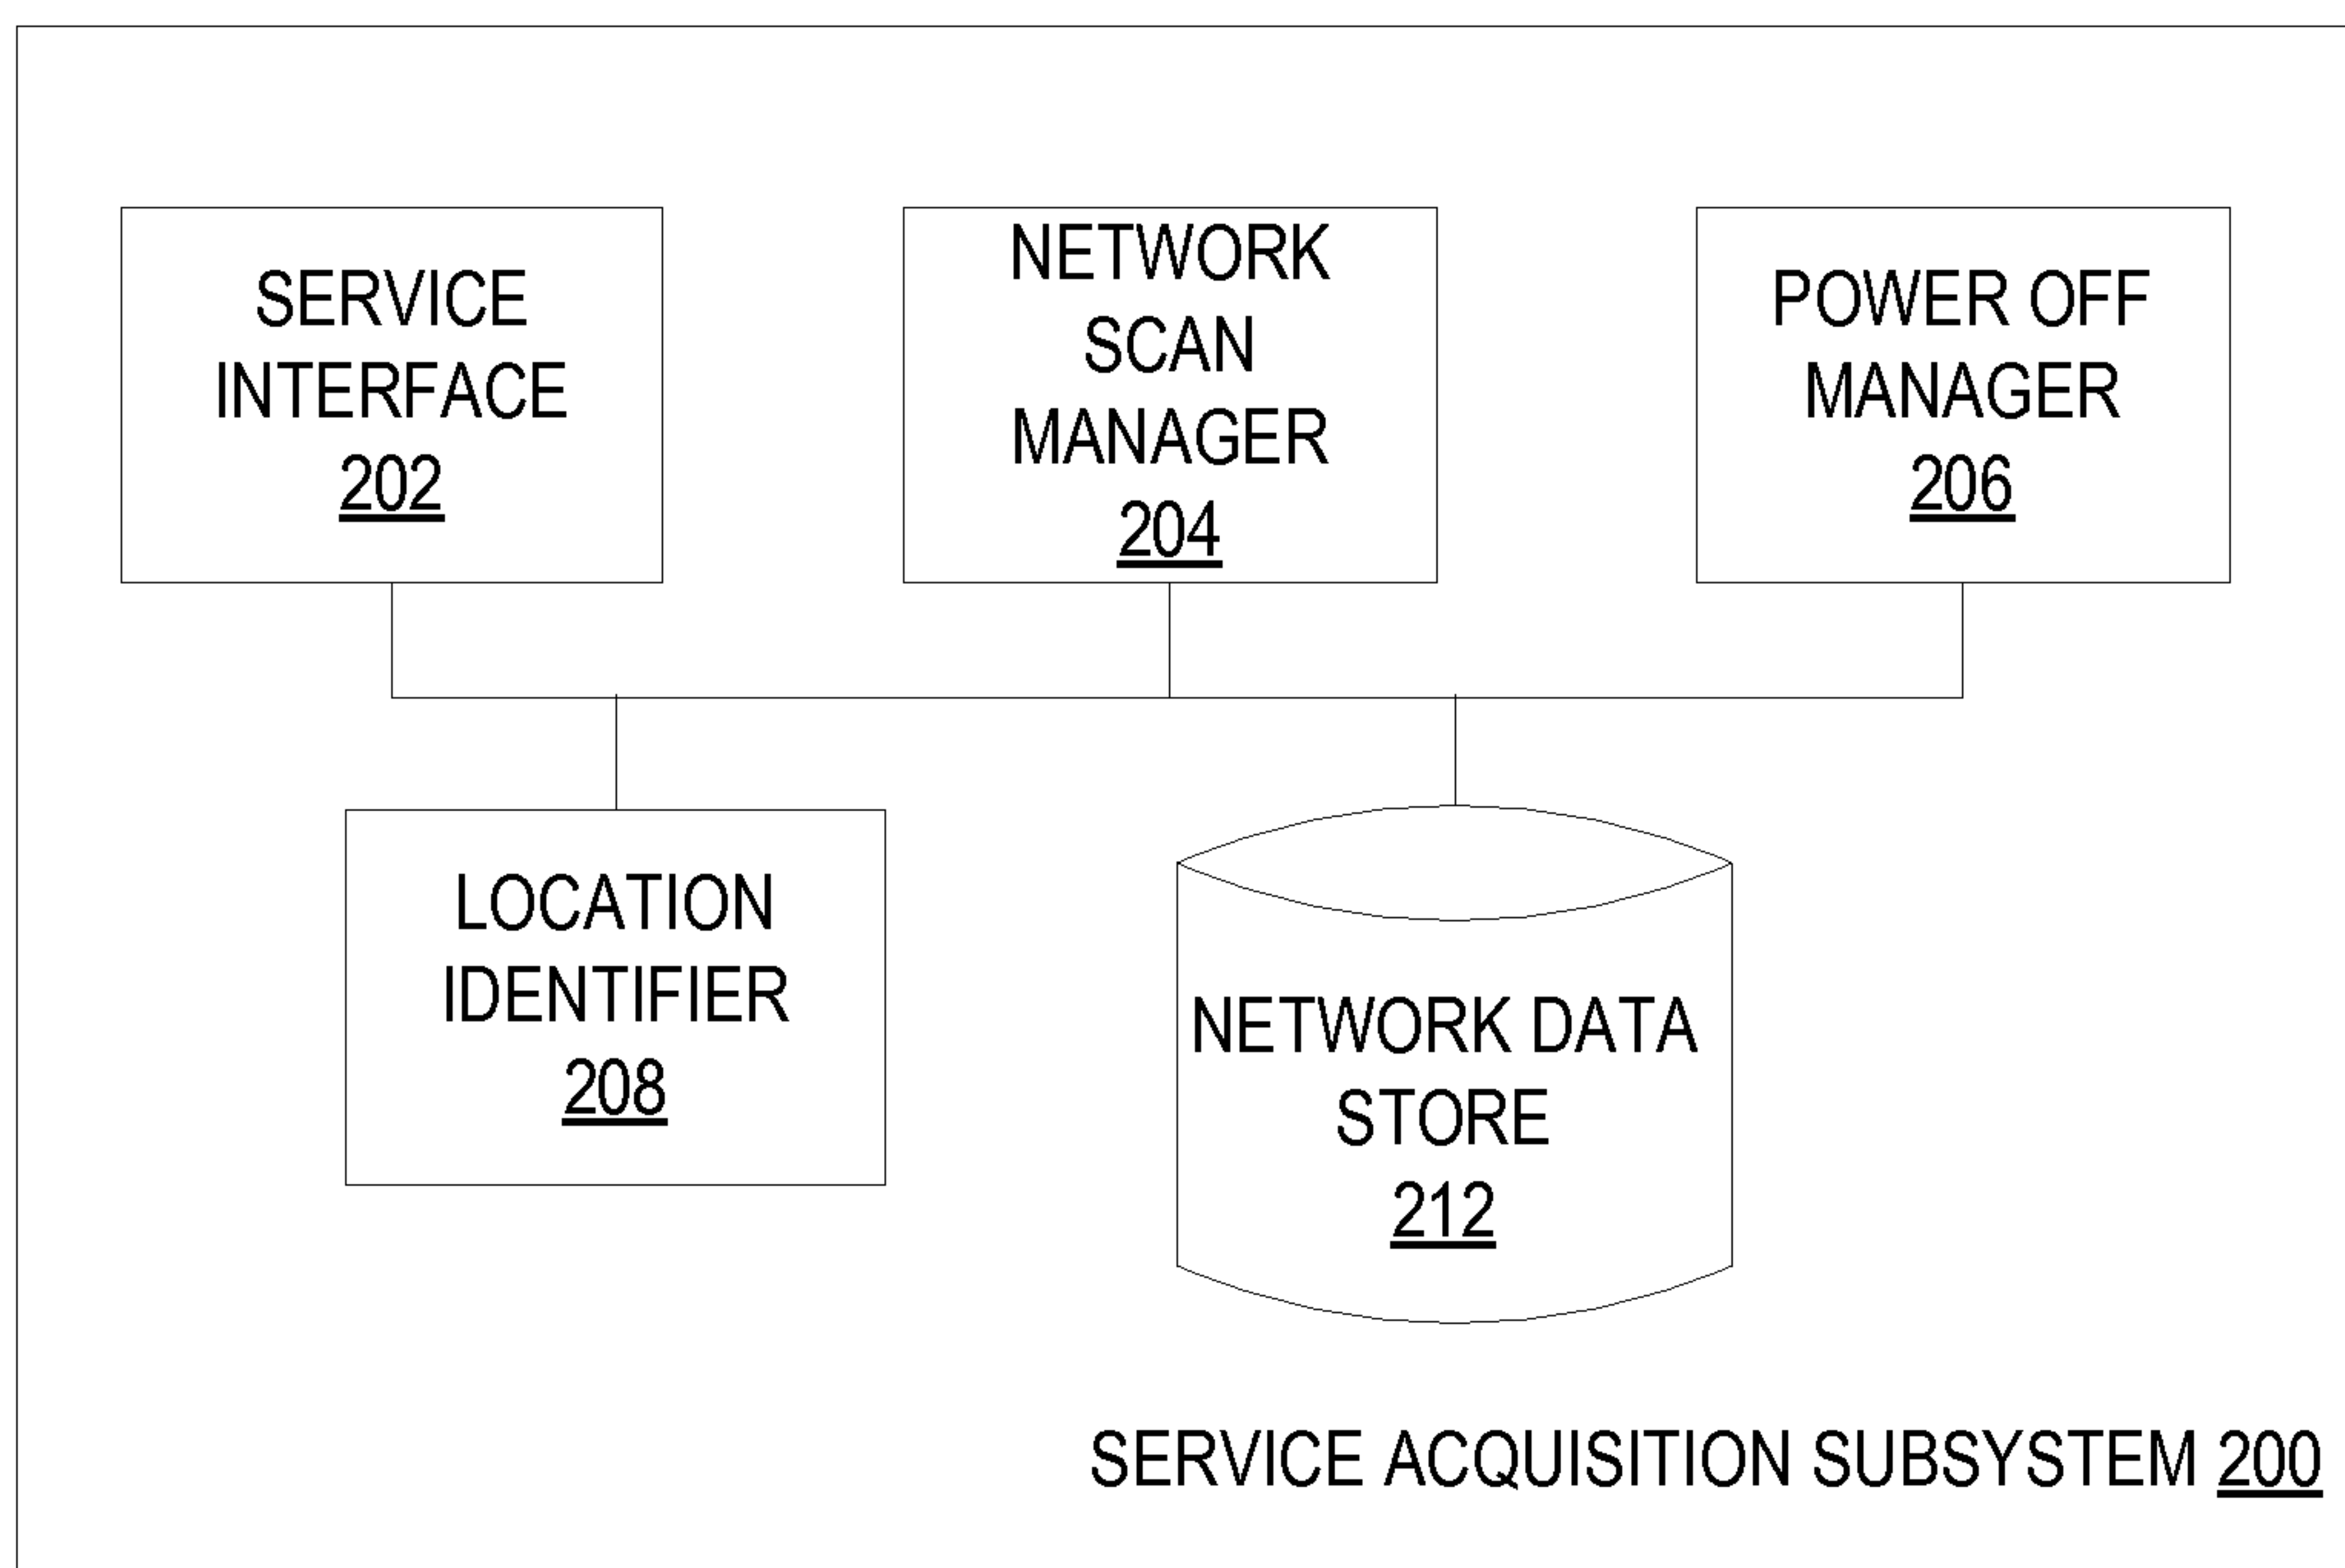 SERVICE
INTERFACE
202
NETWORK
SCAN
MANAGER
204
POWER OFF
MANAGER
206
LOCATION
IDENTIFIER
208
NETWORK DATA
STORE
212
SERVICE ACQUISITION SUBSYSTEM 200